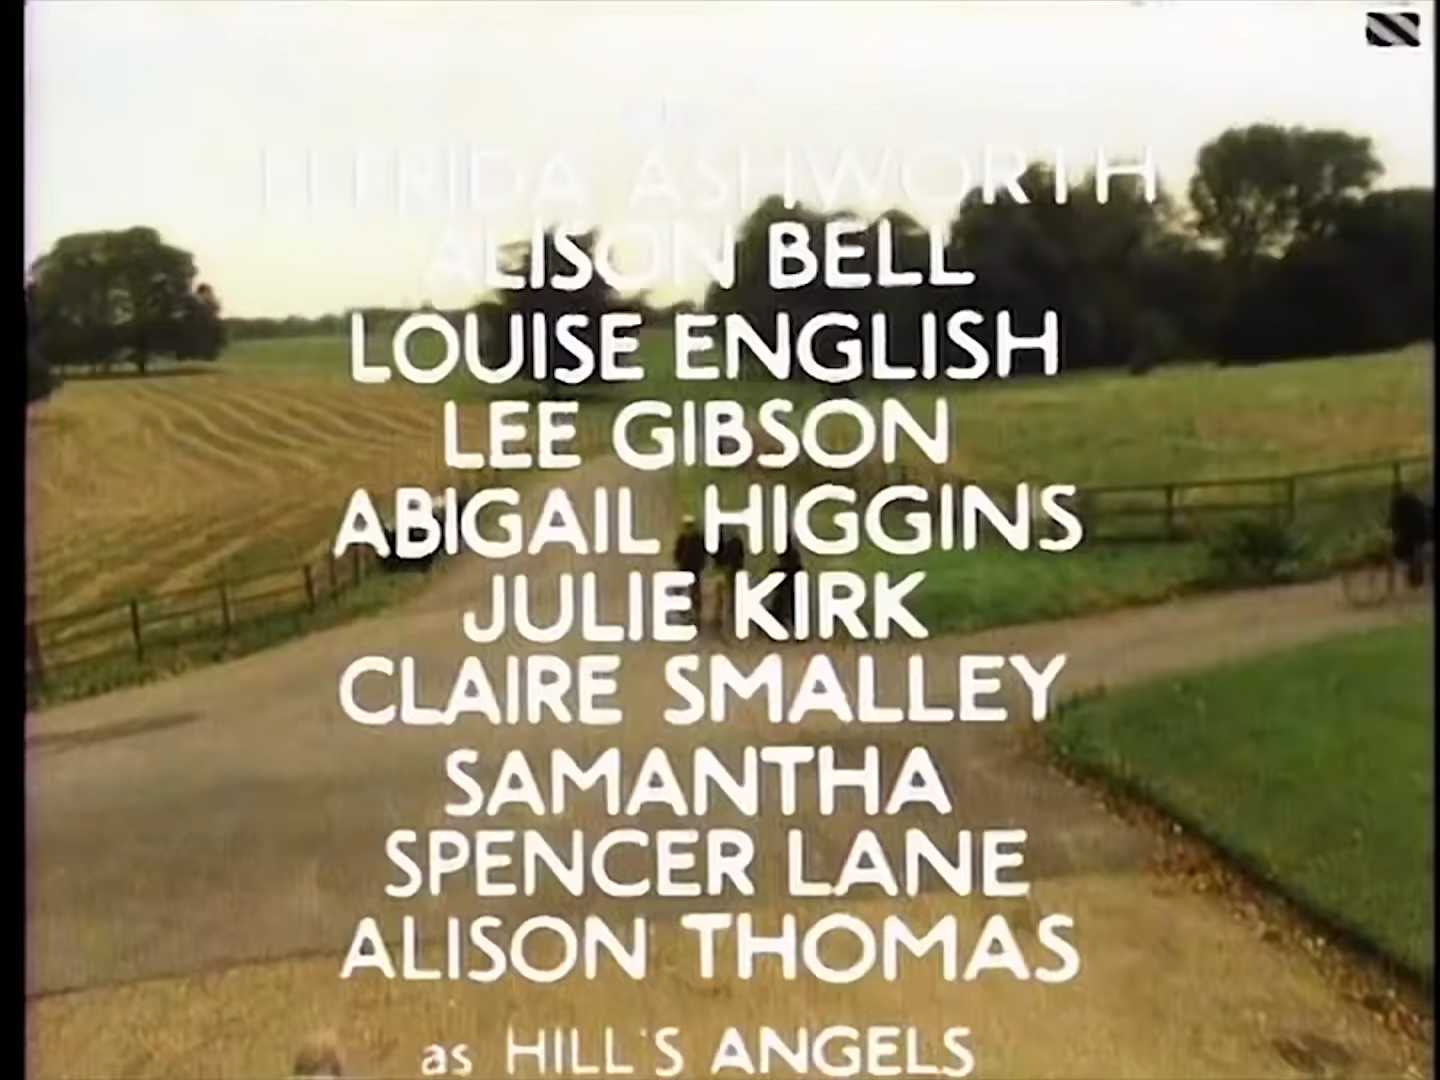 ASHWORTH
ALISON BELL
LOUISE ENGLISH
LEE GIBSON
ABIGAIL HIGGINS
JULIE KIRK
CLAIRE SMALLEY
SAMANTHA
SPENCER LANE
ALISON THOMAS
as HILL'S ANGELS